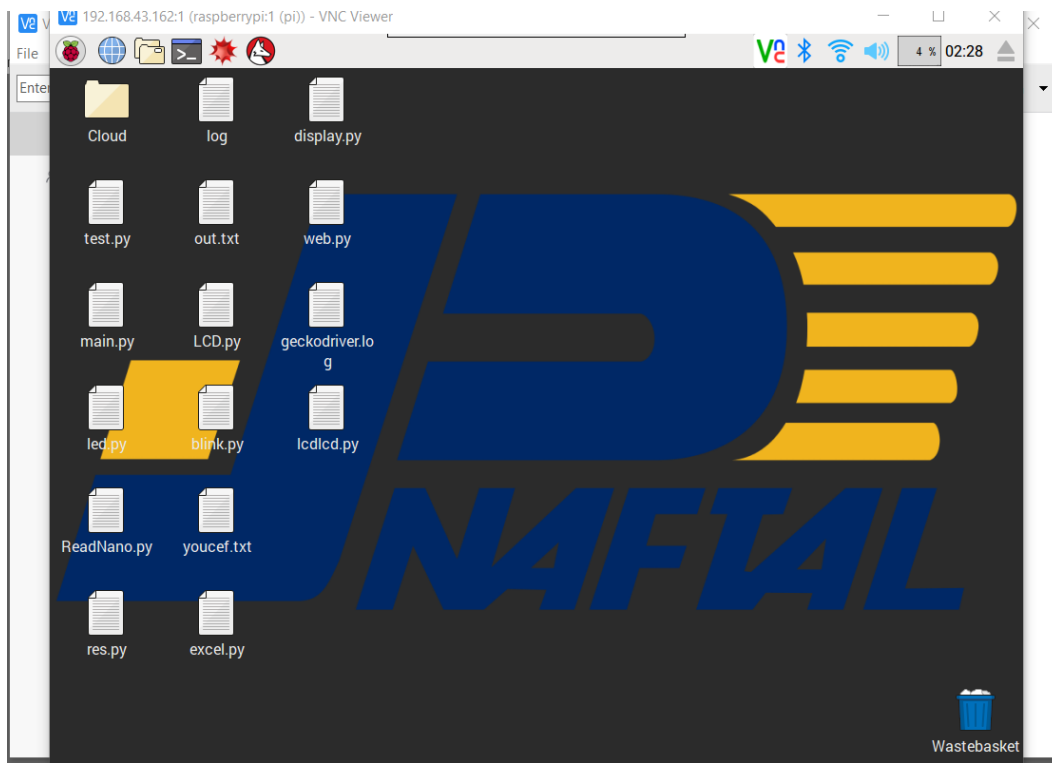 192.168.43.162:1 (raspberrypi:1 (pi)) - VNC Viewer
File
Enter
4 % 02:28
Cloud
log
display.py
test.py
out.txt
web.py
main.py
LCD.py
geckodriver.lo
g
led.py
blink.py
lcdlcd.py
ReadNano.py
youcef.txt
res.py
excel.py
NAFTAL
Wastebasket